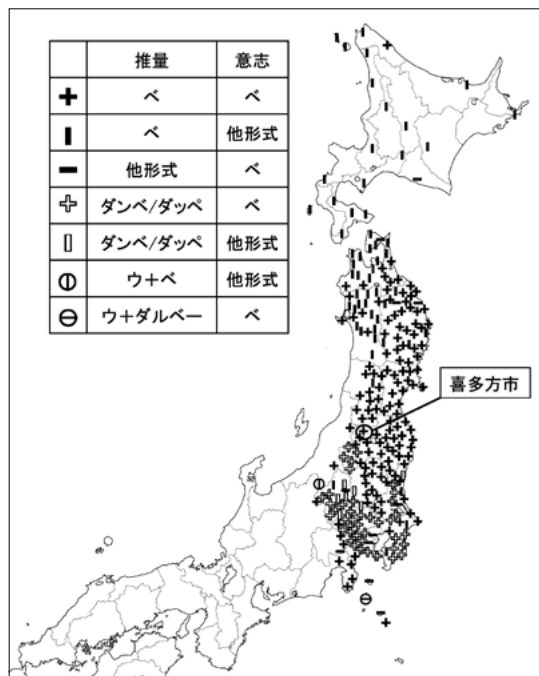 推量 意志
ベ ベ
ベ 他形式
他形式 ベ
ダンベ/ダッペ ベ
ダンベ/ダッペ 他形式
ウ+ベ 他形式
ウ+ダルベー ベ
喜多方市